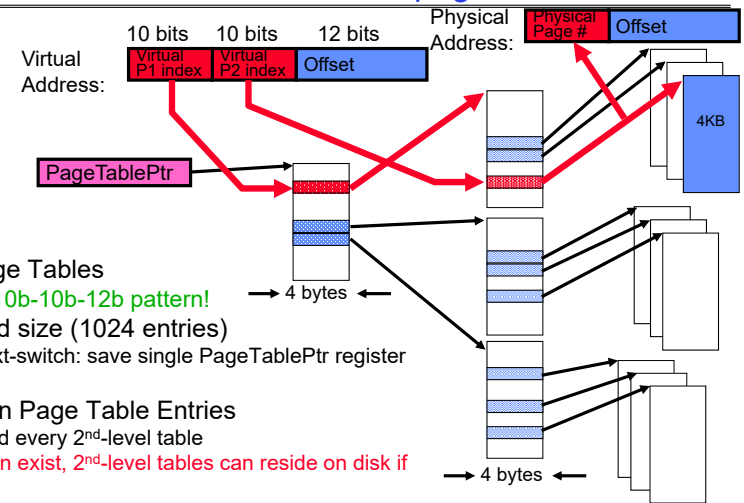 Physical
Address:
Physical
Page #
Offset
10 bits
10 bits
12 bits
Virtual
Address:
Virtual
P1 index
Virtual
P2 index
Offset
4KB
PageTablePtr
ge Tables
0b-10b-12b pattern!
4 bytes
d size (1024 entries)
xt-switch: save single PageTablePtr register
n Page Table Entries
d every 2nd-level table
n exist, 2nd-level tables can reside on disk if
4 bytes